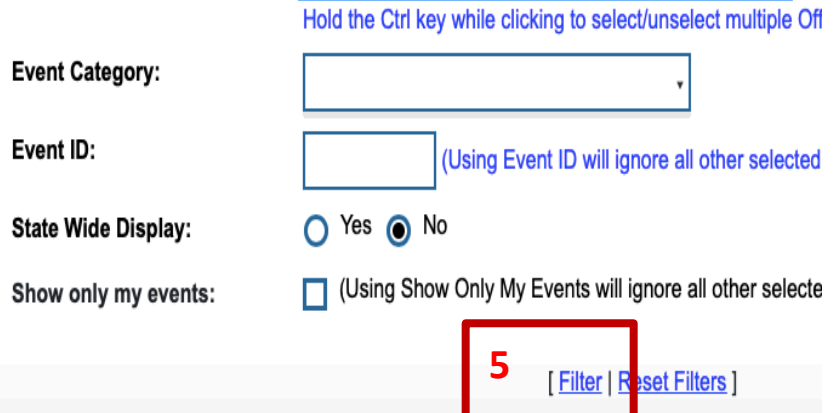 Hold the Ctrl key while clicking to select/unselect multiple Off
Event Category:
Event ID: (Using Event ID will ignore all other selected
State Wide Display: Yes No
Show only my events: (Using Show Only My Events will ignore all other selecte
5 [ Filter | Reset Filters ]